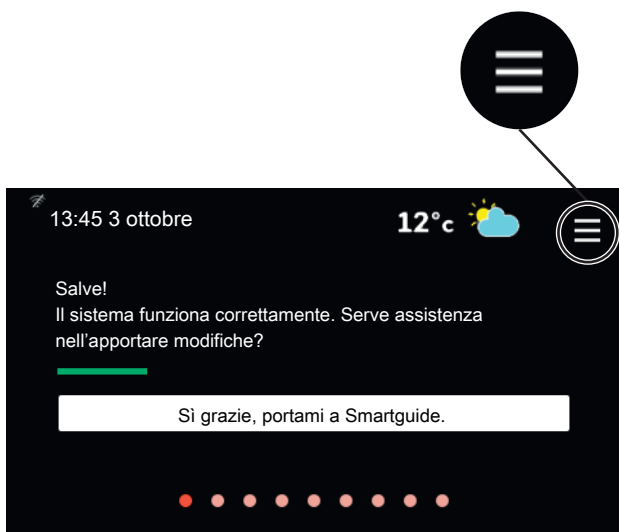 13:45 3 ottobre
12°c
Salve!
Il sistema funziona correttamente. Serve assistenza
nell'apportare modifiche?
Sì grazie, portami a Smartguide.